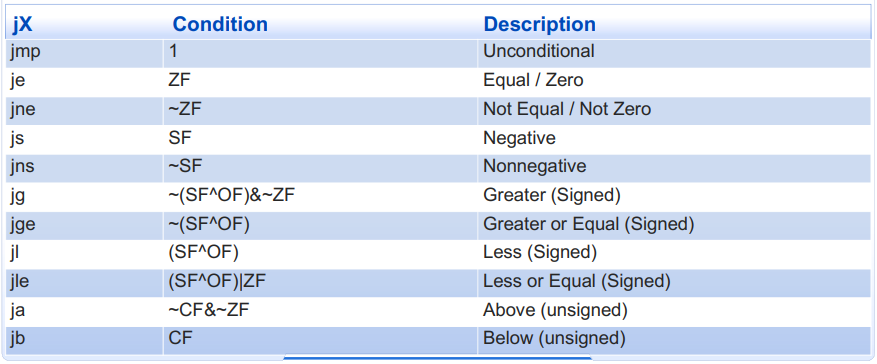 jX Condition Description
jmp 1 Unconditional
je ZF Equal / Zero
jne ~ZF Not Equal / Not Zero
js SF Negative
jns ~SF Nonnegative
jg ~(SF^OF)&~ZF Greater (Signed)
jge ~(SF^OF) Greater or Equal (Signed)
jl (SF^OF) Less (Signed)
jle (SF^OF)|ZF Less or Equal (Signed)
ja ~CF&~ZF Above (unsigned)
jb CF Below (unsigned)